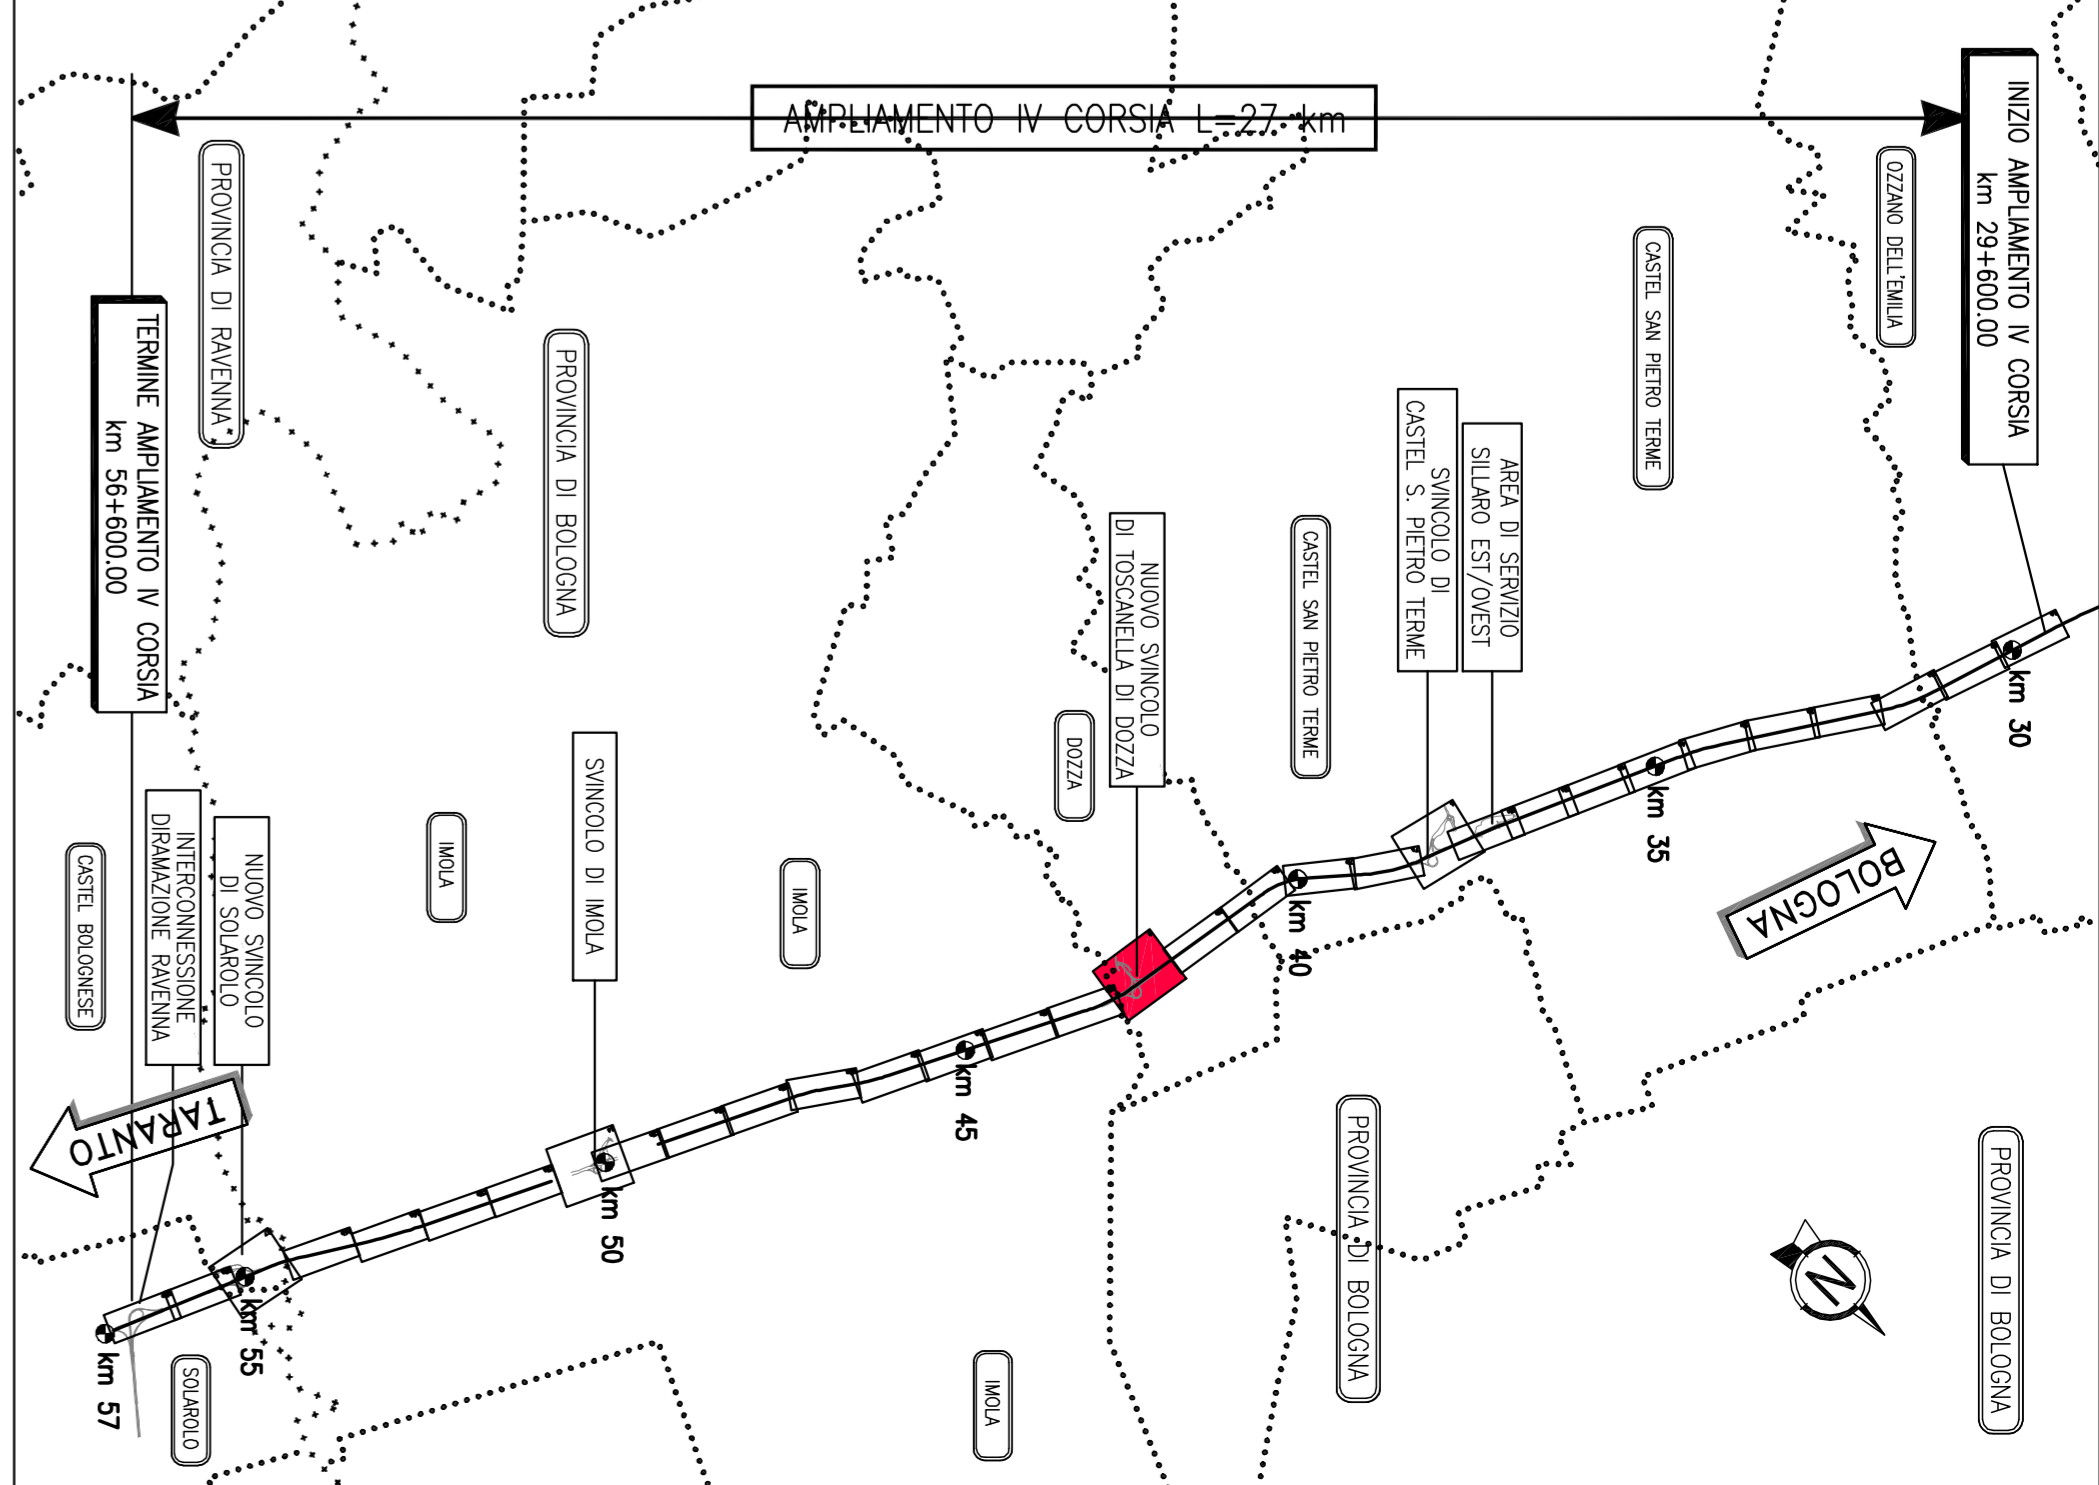 AMPLIAMENTO IV CORSIA L=27 km
INIZIO AMPLIAMENTO IV CORSIA
km 29+600.00
OZZANO DELL'EMILIA
CASTEL SAN PIETRO TERME
AREA DI SERVIZIO
SILLARO EST/OVEST
SVINCOLO DI
CASTEL S. PIETRO TERME
CASTEL SAN PIETRO TERME
NUOVO SVINCOLO
DI TOSCANELLA DI DOZZA
DOZZA
PROVINCIA DI BOLOGNA
PROVINCIA DI RAVENNA
TERMINE AMPLIAMENTO IV CORSIA
km 56+600.00
SVINCOLO DI IMOLA
IMOLA
IMOLA
NUOVO SVINCOLO
DI SOLAROLO
INTERCONNESSIONE
DIRAMAZIONE RAVENNA
CASTEL BOLOGNESE
km 30
km 35
km 40
km 45
km 50
km 55
km 57
BOLOGNA
TARANTO
PROVINCIA DI BOLOGNA
PROVINCIA DI BOLOGNA
IMOLA
SOLAROLO
N